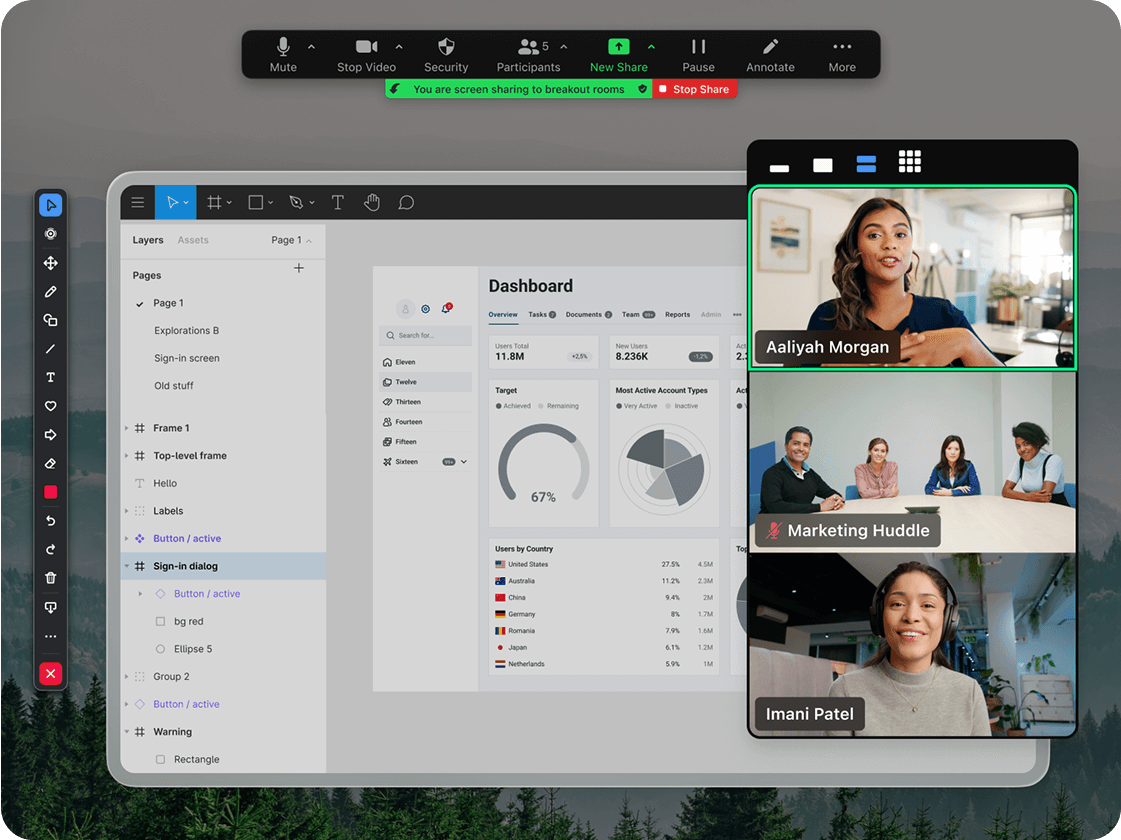 Mute
Stop Video
Security
5
Participants
New Share
Pause
Annotate
More
You are screen sharing to breakout rooms
Stop Share
Layers
Assets
Page 1
Pages
Page 1
Explorations B
Sign-in screen
Old stuff
Frame 1
Top-level frame
Hello
Labels
Button / active
Sign-in dialog
Button / active
bg red
Ellipse 5
Group 2
Button / active
Warning
Rectangle
Search for...
Eleven
Twelve
Thirteen
Fourteen
Fifteen
Sixteen
Dashboard
Overview Tasks Documents Team Reports Admin
Users Total
11.8M +2,5%
New Users
8.236K -1,2%
Act
2.3
Target
Achieved Remaining
67%
Most Active Account Types
Very Active Inactive
Act
Users by Country
United States 27.5% 4.5M
Australia 11.2% 2.3M
China 9.4% 2M
Germany 8% 1.7M
Romania 7.9% 1.6M
Japan 6.1% 1.2M
Netherlands 5.9% 1M
Top
Aaliyah Morgan
Marketing Huddle
Imani Patel